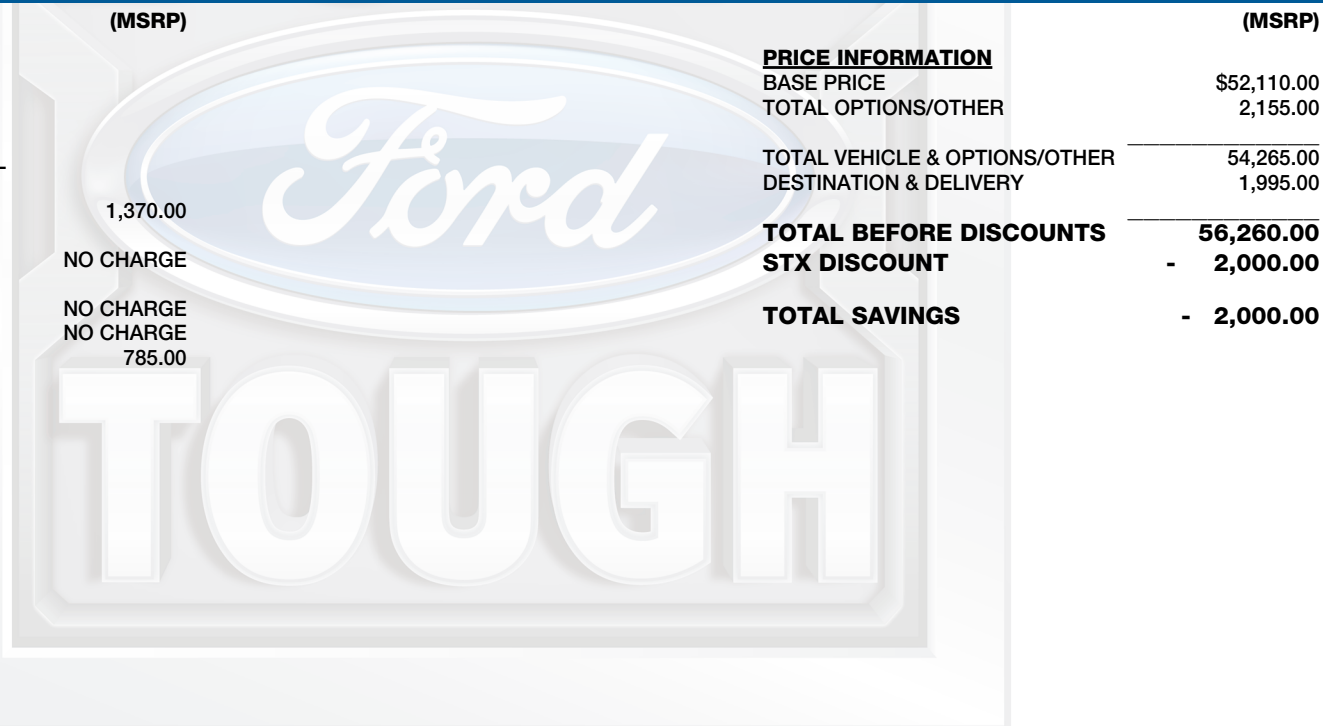 (MSRP)
1,370.00
NO CHARGE
NO CHARGE
NO CHARGE
785.00
(MSRP)
PRICE INFORMATION
BASE PRICE $52,110.00
TOTAL OPTIONS/OTHER 2,155.00
TOTAL VEHICLE & OPTIONS/OTHER 54,265.00
DESTINATION & DELIVERY 1,995.00
TOTAL BEFORE DISCOUNTS 56,260.00
STX DISCOUNT - 2,000.00
TOTAL SAVINGS - 2,000.00
Ford
TOUGH